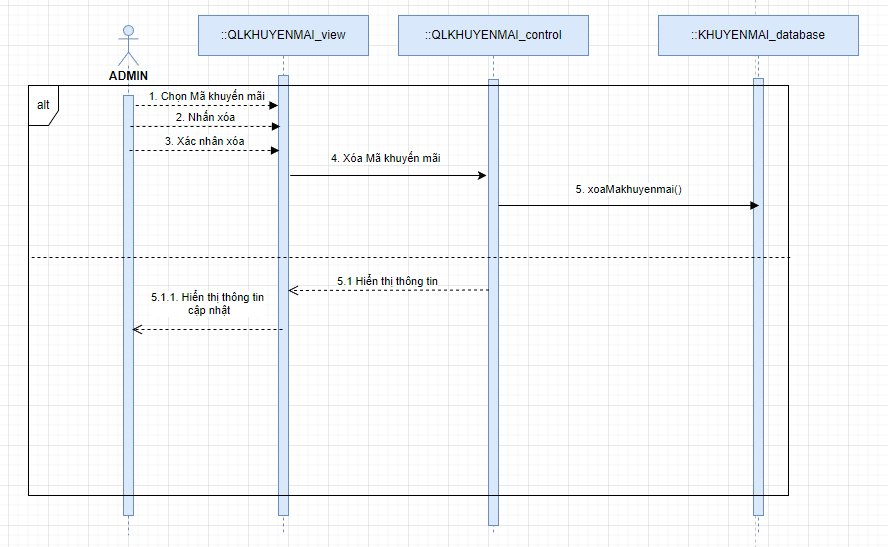 ::QLKHUYENMAI_view
::QLKHUYENMAI_control
::KHUYENMAI_database
ADMIN
alt
1. Chọn Mã khuyến mãi
2. Nhấn xóa
3. Xác nhân xóa
4. Xóa Mã khuyến mãi
5. xoaMakhuyenmai()
5.1 Hiển thị thông tin
5.1.1. Hiển thị thông tin
cập nhật